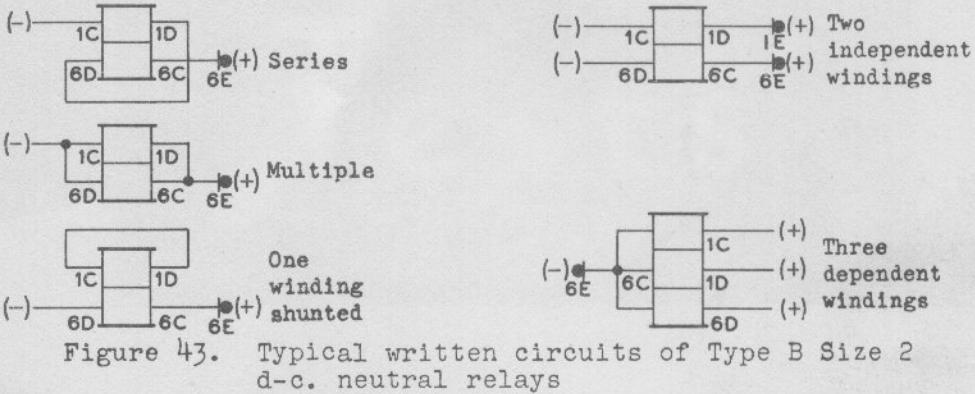 (-) 1C 1D
6D 6C 6E (+) Series
(-) 1C 1D 1E (+) Two
(-) 6D 6C 6E (+) independent
windings
(-) 1C 1D
6D 6C 6E (+) Multiple
1C 1D
(-) 6D 6C 6E (+)
One
winding
shunted
1C (+)
(-) 6E 6C 1D (+)
6D (+)
Three
dependent
windings
Figure 43. Typical written circuits of Type B Size 2
d-c. neutral relays